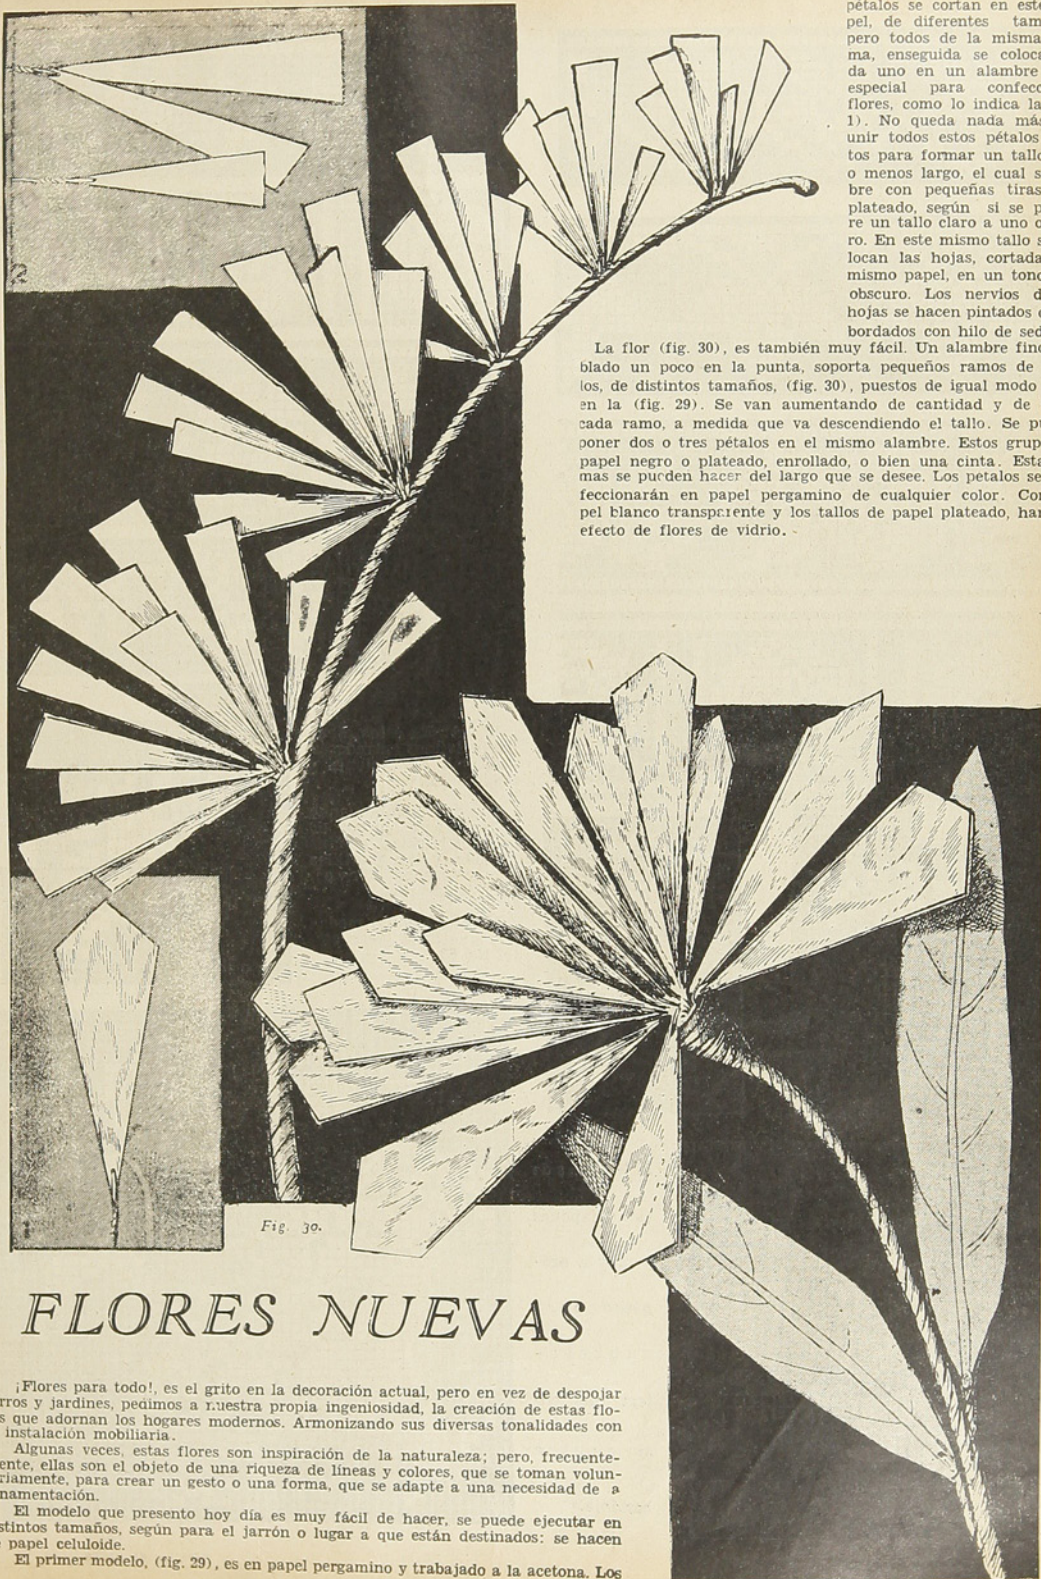 FLORES NUEVAS
¡Flores para todo!, es el grito en la decoración actual, pero en vez de despojar
rros y jardines, pedimos a nuestra propia ingeniosidad, la creación de estas flo-
s que adornan los hogares modernos. Armonizando sus diversas tonalidades con
instalación mobiliaria.
Algunas veces, estas flores son inspiración de la naturaleza; pero, frecuente-
ente, ellas son el objeto de una riqueza de líneas y colores, que se toman volun-
riamente, para crear un gesto o una forma, que se adapte a una necesidad de a
namentación.
El modelo que presento hoy día es muy fácil de hacer, se puede ejecutar en
stintos tamaños, según para el jarrón o lugar a que están destinados: se hacen
papel celuloide.
El primer modelo, (fig. 29), es en papel pergamino y trabajado a la acetona. Los
pétalos se cortan en este
pel, de diferentes tam
pero todos de la misma
ma, enseguida se coloca
da uno en un alambre
especial para confecc
flores, como lo indica la
1). No queda nada más
unir todos estos pétalos
tos para formar un tallo
o menos largo, el cual s
bre con pequeñas tiras
plateado, según si se p
re un tallo claro a uno o
ro. En este mismo tallo s
locan las hojas, cortada
mismo papel, en un tono
obscuro. Los nervios d
hojas se hacen pintados
bordados con hilo de sed
La flor (fig. 30), es también muy fácil. Un alambre fino
blado un poco en la punta, soporta pequeños ramos de
los, de distintos tamaños, (fig. 30), puestos de igual modo
en la (fig. 29). Se van aumentando de cantidad y de
cada ramo, a medida que va descendiendo el tallo. Se pu
poner dos o tres pétalos en el mismo alambre. Estos grup
papel negro o plateado, enrollado, o bien una cinta. Esta
mas se pueden hacer del largo que se desee. Los petalos se
feccionarán en papel pergamino de cualquier color. Con
pel blanco transparente y los tallos de papel plateado, har
efecto de flores de vidrio.
Fig. 30.